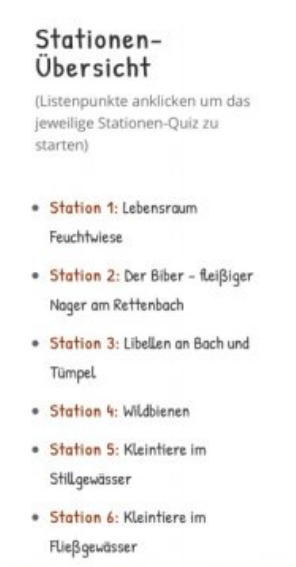 Stationen-
Übersicht
(Listenpunkte anklicken um das
jeweilige Stationen-Quiz zu
starten)
• Station 1: Lebensraum
Feuchtwiese
• Station 2: Der Biber - fleißiger
Nager am Rettenbach
• Station 3: Libellen an Bach und
Tümpel
• Station 4: Wildbienen
• Station 5: Kleintiere im
Stillgewässer
• Station 6: Kleintiere im
Fließgewässer